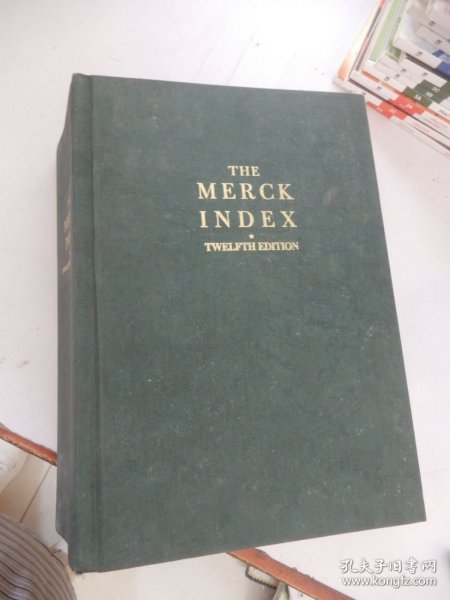 THE
MERCK
INDEX
★
TWELFTH EDITION
孔夫子旧书网
www.kongfz.com